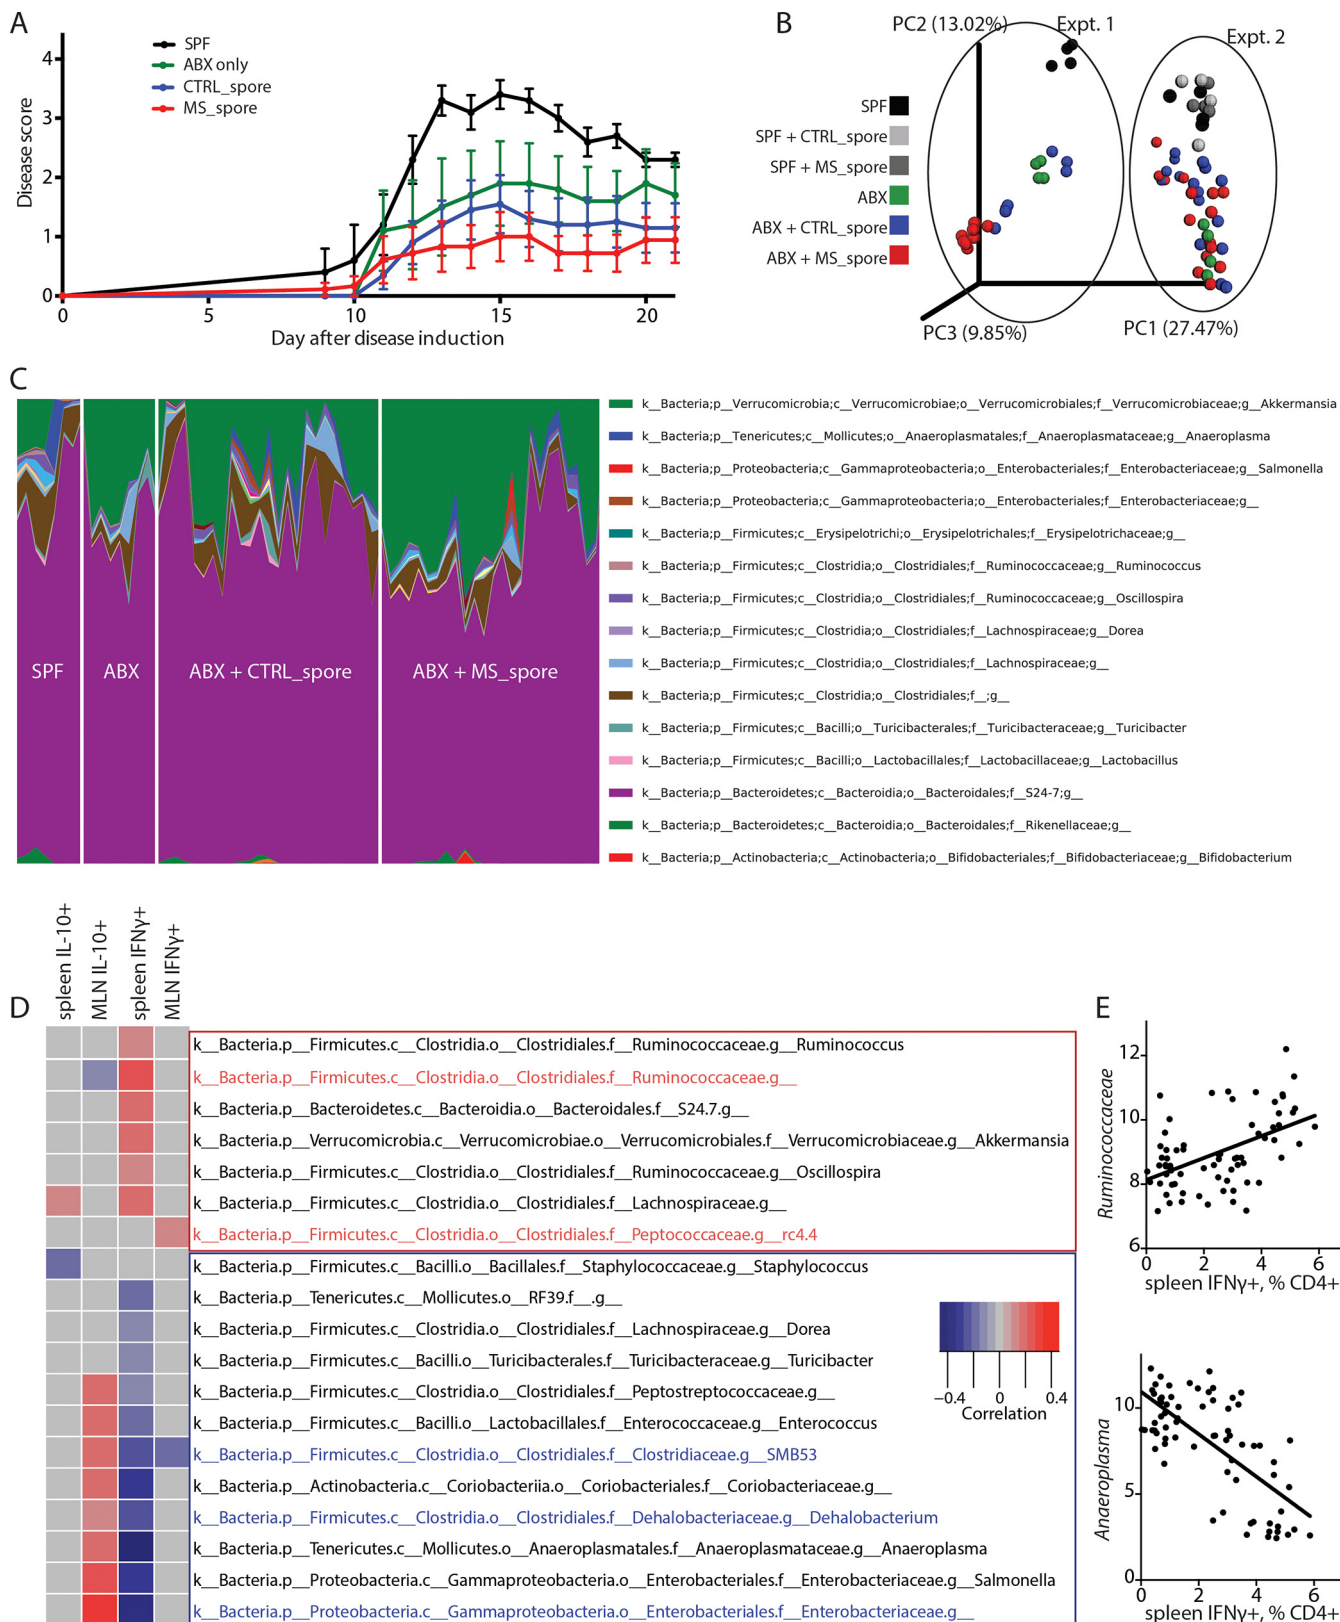 A
4
3
2
1
0
Disease score
SPF
ABX only
CTRL_spore
MS_spore
0
5
10
15
20
Day after disease induction
B
PC2 (13.02%)
Expt. 1
Expt. 2
SPF
SPF + CTRL_spore
SPF + MS_spore
ABX
ABX + CTRL_spore
ABX + MS_spore
PC3 (9.85%)
PC1 (27.47%)
C
SPF
ABX
ABX + CTRL_spore
ABX + MS_spore
k__Bacteria;p__Verrucomicrobia;c__Verrucomicrobiae;o__Verrucomicrobiales;f__Verrucomicrobiaceae;g__Akkermansia
k__Bacteria;p__Tenericutes;c__Mollicutes;o__Anaeroplasmatales;f__Anaeroplasmataceae;g__Anaeroplasma
k__Bacteria;p__Proteobacteria;c__Gammaproteobacteria;o__Enterobacteriales;f__Enterobacteriaceae;g__Salmonella
k__Bacteria;p__Proteobacteria;c__Gammaproteobacteria;o__Enterobacteriales;f__Enterobacteriaceae;g__
k__Bacteria;p__Firmicutes;c__Erysipelotrichi;o__Erysipelotrichales;f__Erysipelotrichaceae;g__
k__Bacteria;p__Firmicutes;c__Clostridia;o__Clostridiales;f__Ruminococcaceae;g__Ruminococcus
k__Bacteria;p__Firmicutes;c__Clostridia;o__Clostridiales;f__Ruminococcaceae;g__Oscillospira
k__Bacteria;p__Firmicutes;c__Clostridia;o__Clostridiales;f__Lachnospiraceae;g__Dorea
k__Bacteria;p__Firmicutes;c__Clostridia;o__Clostridiales;f__Lachnospiraceae;g__
k__Bacteria;p__Firmicutes;c__Clostridia;o__Clostridiales;f__;g__
k__Bacteria;p__Firmicutes;c__Bacilli;o__Turicibacterales;f__Turicibacteraceae;g__Turicibacter
k__Bacteria;p__Firmicutes;c__Bacilli;o__Lactobacillales;f__Lactobacillaceae;g__Lactobacillus
k__Bacteria;p__Bacteroidetes;c__Bacteroidia;o__Bacteroidales;f__S24-7;g__
k__Bacteria;p__Bacteroidetes;c__Bacteroidia;o__Bacteroidales;f__Rikenellaceae;g__
k__Bacteria;p__Actinobacteria;c__Actinobacteria;o__Bifidobacteriales;f__Bifidobacteriaceae;g__Bifidobacterium
D
spleen IL-10+
MLN IL-10+
spleen IFNγ+
MLN IFNγ+
k__Bacteria.p__Firmicutes.c__Clostridia.o__Clostridiales.f__Ruminococcaceae.g__Ruminococcus
k__Bacteria.p__Firmicutes.c__Clostridia.o__Clostridiales.f__Ruminococcaceae.g__
k__Bacteria.p__Bacteroidetes.c__Bacteroidia.o__Bacteroidales.f__S24.7.g__
k__Bacteria.p__Verrucomicrobia.c__Verrucomicrobiae.o__Verrucomicrobiales.f__Verrucomicrobiaceae.g__Akkermansia
k__Bacteria.p__Firmicutes.c__Clostridia.o__Clostridiales.f__Ruminococcaceae.g__Oscillospira
k__Bacteria.p__Firmicutes.c__Clostridia.o__Clostridiales.f__Lachnospiraceae.g__
k__Bacteria.p__Firmicutes.c__Clostridia.o__Clostridiales.f__Peptococcaceae.g__rc4.4
k__Bacteria.p__Firmicutes.c__Bacilli.o__Bacillales.f__Staphylococcaceae.g__Staphylococcus
k__Bacteria.p__Tenericutes.c__Mollicutes.o__RF39.f__.g__
k__Bacteria.p__Firmicutes.c__Clostridia.o__Clostridiales.f__Lachnospiraceae.g__Dorea
k__Bacteria.p__Firmicutes.c__Bacilli.o__Turicibacterales.f__Turicibacteraceae.g__Turicibacter
k__Bacteria.p__Firmicutes.c__Clostridia.o__Clostridiales.f__Peptostreptococcaceae.g__
k__Bacteria.p__Firmicutes.c__Bacilli.o__Lactobacillales.f__Enterococcaceae.g__Enterococcus
k__Bacteria.p__Firmicutes.c__Clostridia.o__Clostridiales.f__Clostridiaceae.g__SMB53
k__Bacteria.p__Actinobacteria.c__Coriobacteriia.o__Coriobacteriales.f__Coriobacteriaceae.g__
k__Bacteria.p__Firmicutes.c__Clostridia.o__Clostridiales.f__Dehalobacteriaceae.g__Dehalobacterium
k__Bacteria.p__Tenericutes.c__Mollicutes.o__Anaeroplasmatales.f__Anaeroplasmataceae.g__Anaeroplasma
k__Bacteria.p__Proteobacteria.c__Gammaproteobacteria.o__Enterobacteriales.f__Enterobacteriaceae.g__Salmonella
k__Bacteria.p__Proteobacteria.c__Gammaproteobacteria.o__Enterobacteriales.f__Enterobacteriaceae.g__
−0.4
0
0.4
Correlation
E
12
10
8
6
Ruminococcaceae
0
2
4
6
spleen IFNγ+, % CD4+
10
5
0
Anaeroplasma
0
2
4
6
spleen IFNγ+, % CD4+